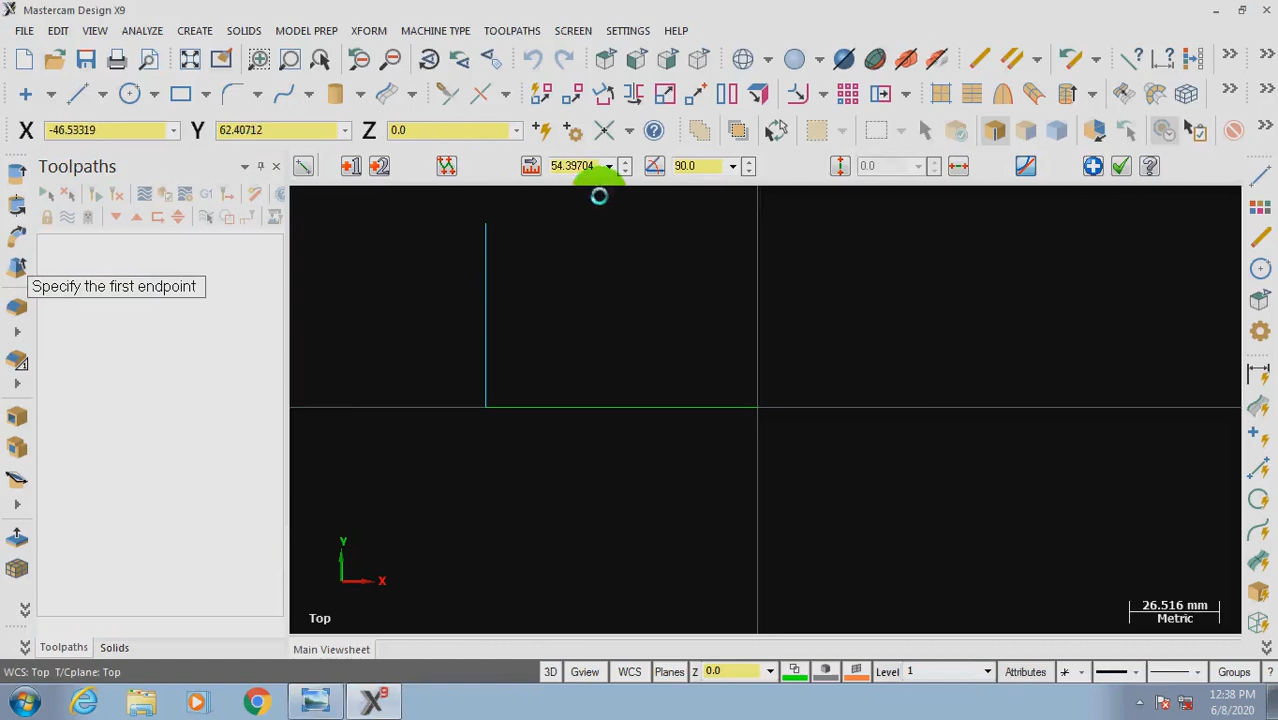 Mastercam Design X9
FILE EDIT VIEW ANALYZE CREATE SOLIDS MODEL PREP XFORM MACHINE TYPE TOOLPATHS SCREEN SETTINGS HELP
X -46.53319 Y 62.40712 Z 0.0
Toolpaths
+1 +2 54.39704 90.0 0.0
G1
Specify the first endpoint
Y
X
Top
26.516 mm
Metric
Toolpaths Solids
Main Viewsheet
WCS: Top T/Cplane: Top
3D Gview WCS Planes Z 0.0 Level 1 Attributes Groups ?
12:38 PM
6/8/2020